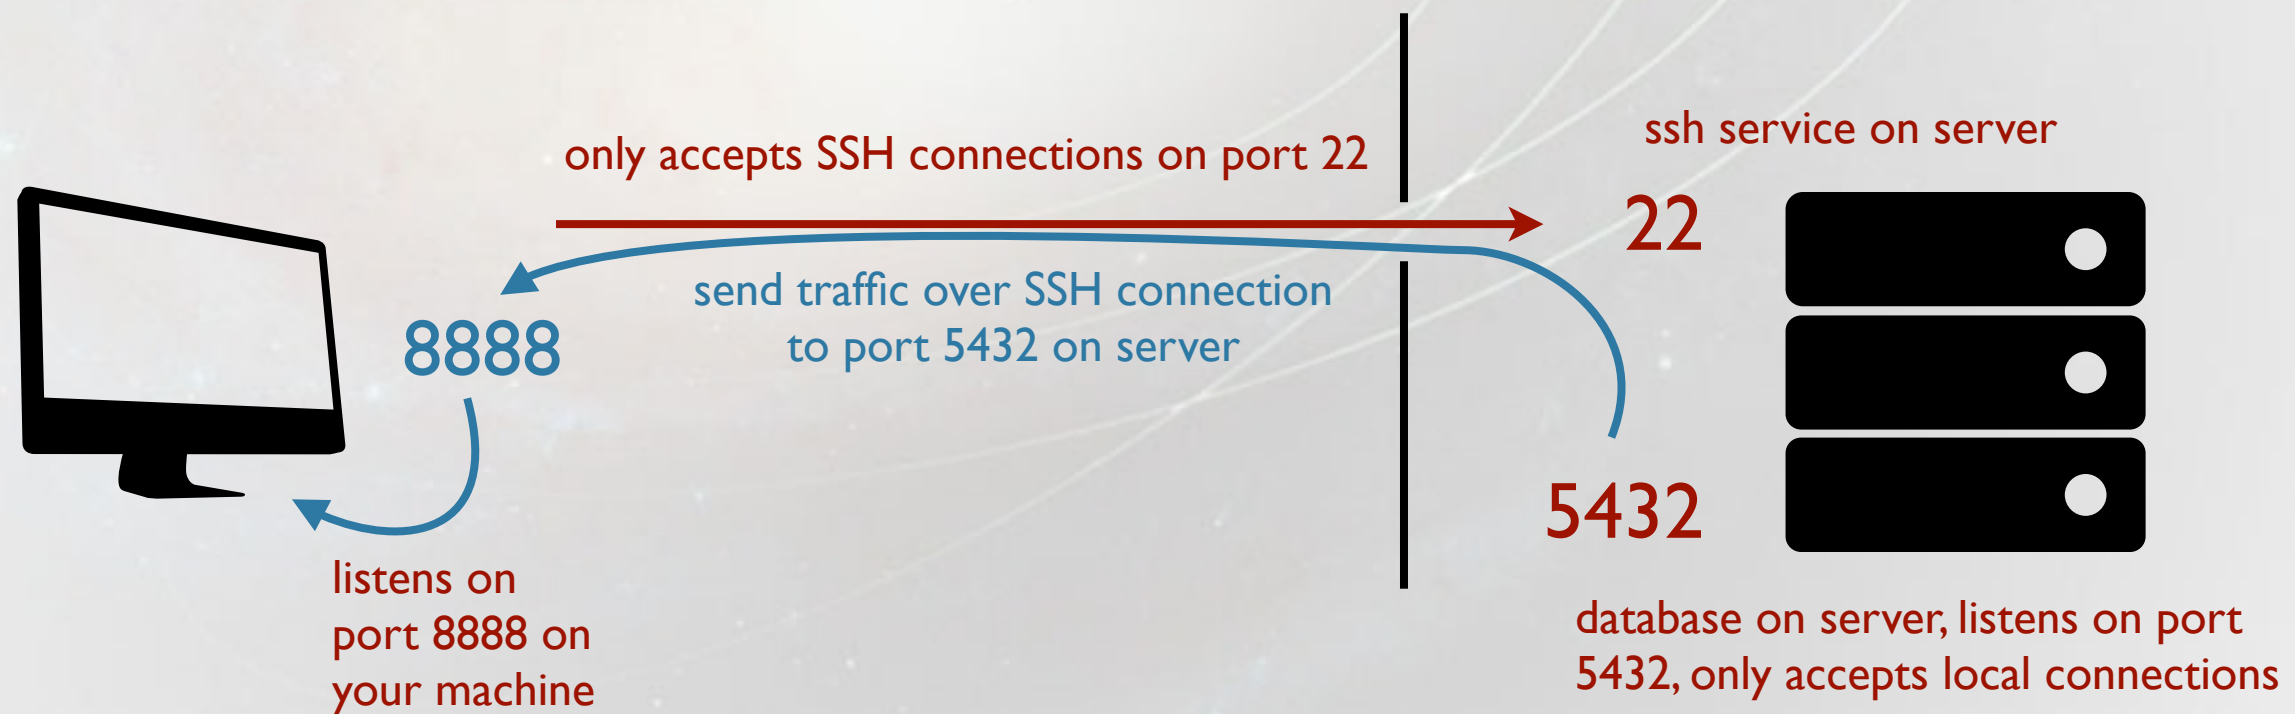 only accepts SSH connections on port 22
ssh service on server
22
send traffic over SSH connection
to port 5432 on server
8888
5432
listens on
port 8888 on
your machine
database on server, listens on port
5432, only accepts local connections